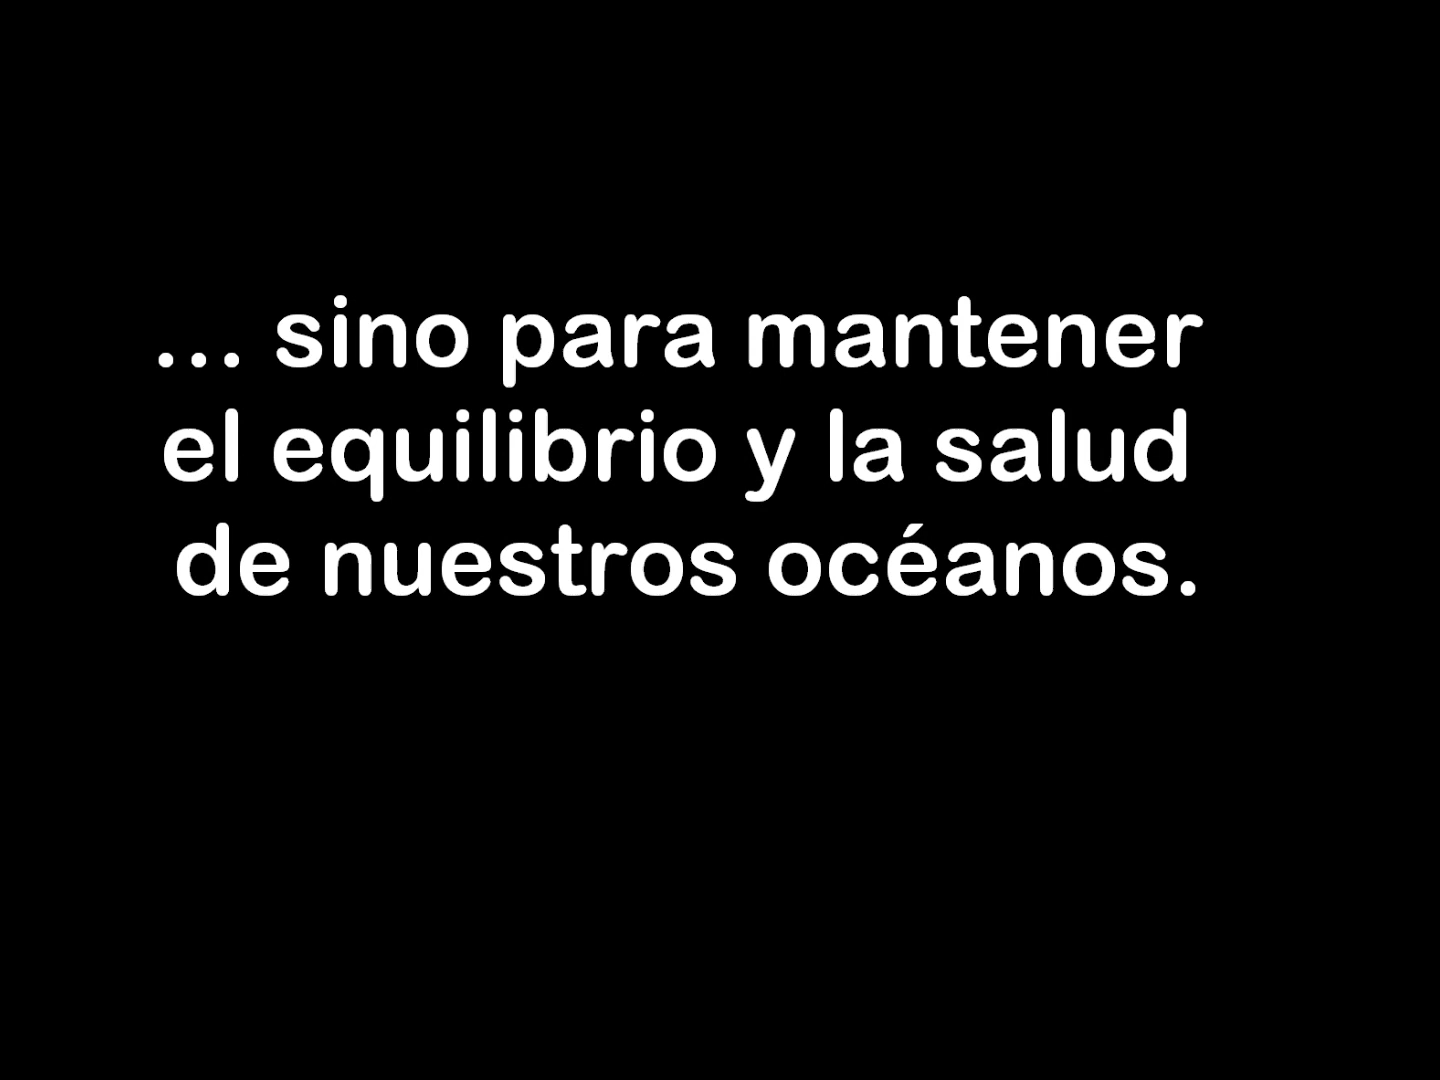 ... sino para mantener
el equilibrio y la salud
de nuestros océanos.